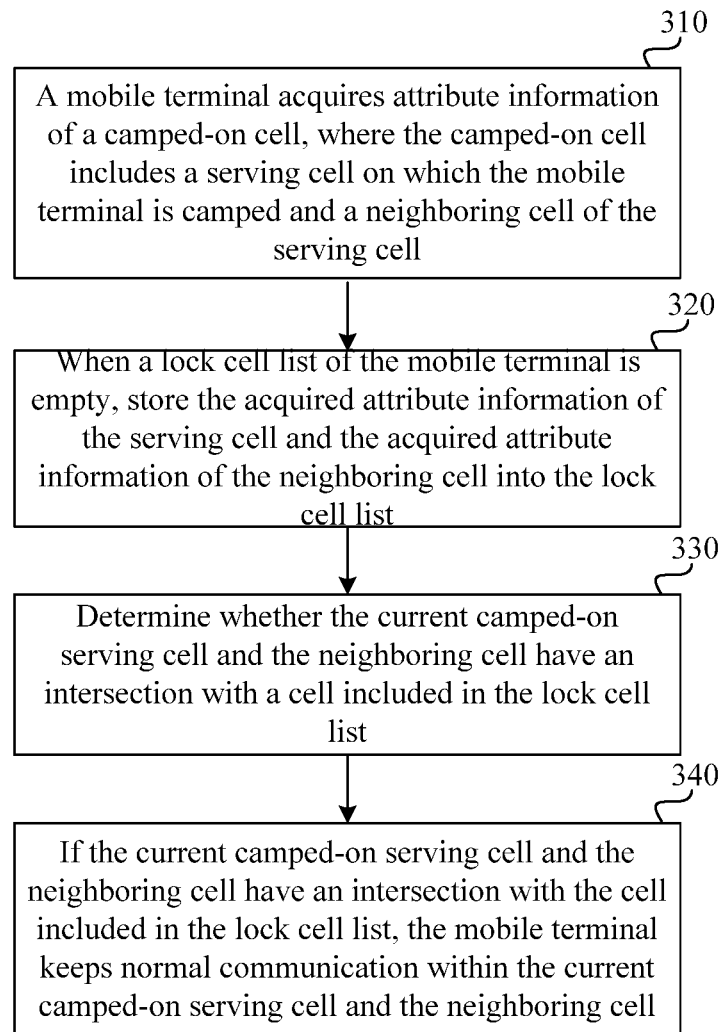 310
A mobile terminal acquires attribute information
of a camped-on cell, where the camped-on cell
includes a serving cell on which the mobile
terminal is camped and a neighboring cell of the
serving cell
320
When a lock cell list of the mobile terminal is
empty, store the acquired attribute information of
the serving cell and the acquired attribute
information of the neighboring cell into the lock
cell list
330
Determine whether the current camped-on
serving cell and the neighboring cell have an
intersection with a cell included in the lock cell
list
340
If the current camped-on serving cell and the
neighboring cell have an intersection with the cell
included in the lock cell list, the mobile terminal
keeps normal communication within the current
camped-on serving cell and the neighboring cell